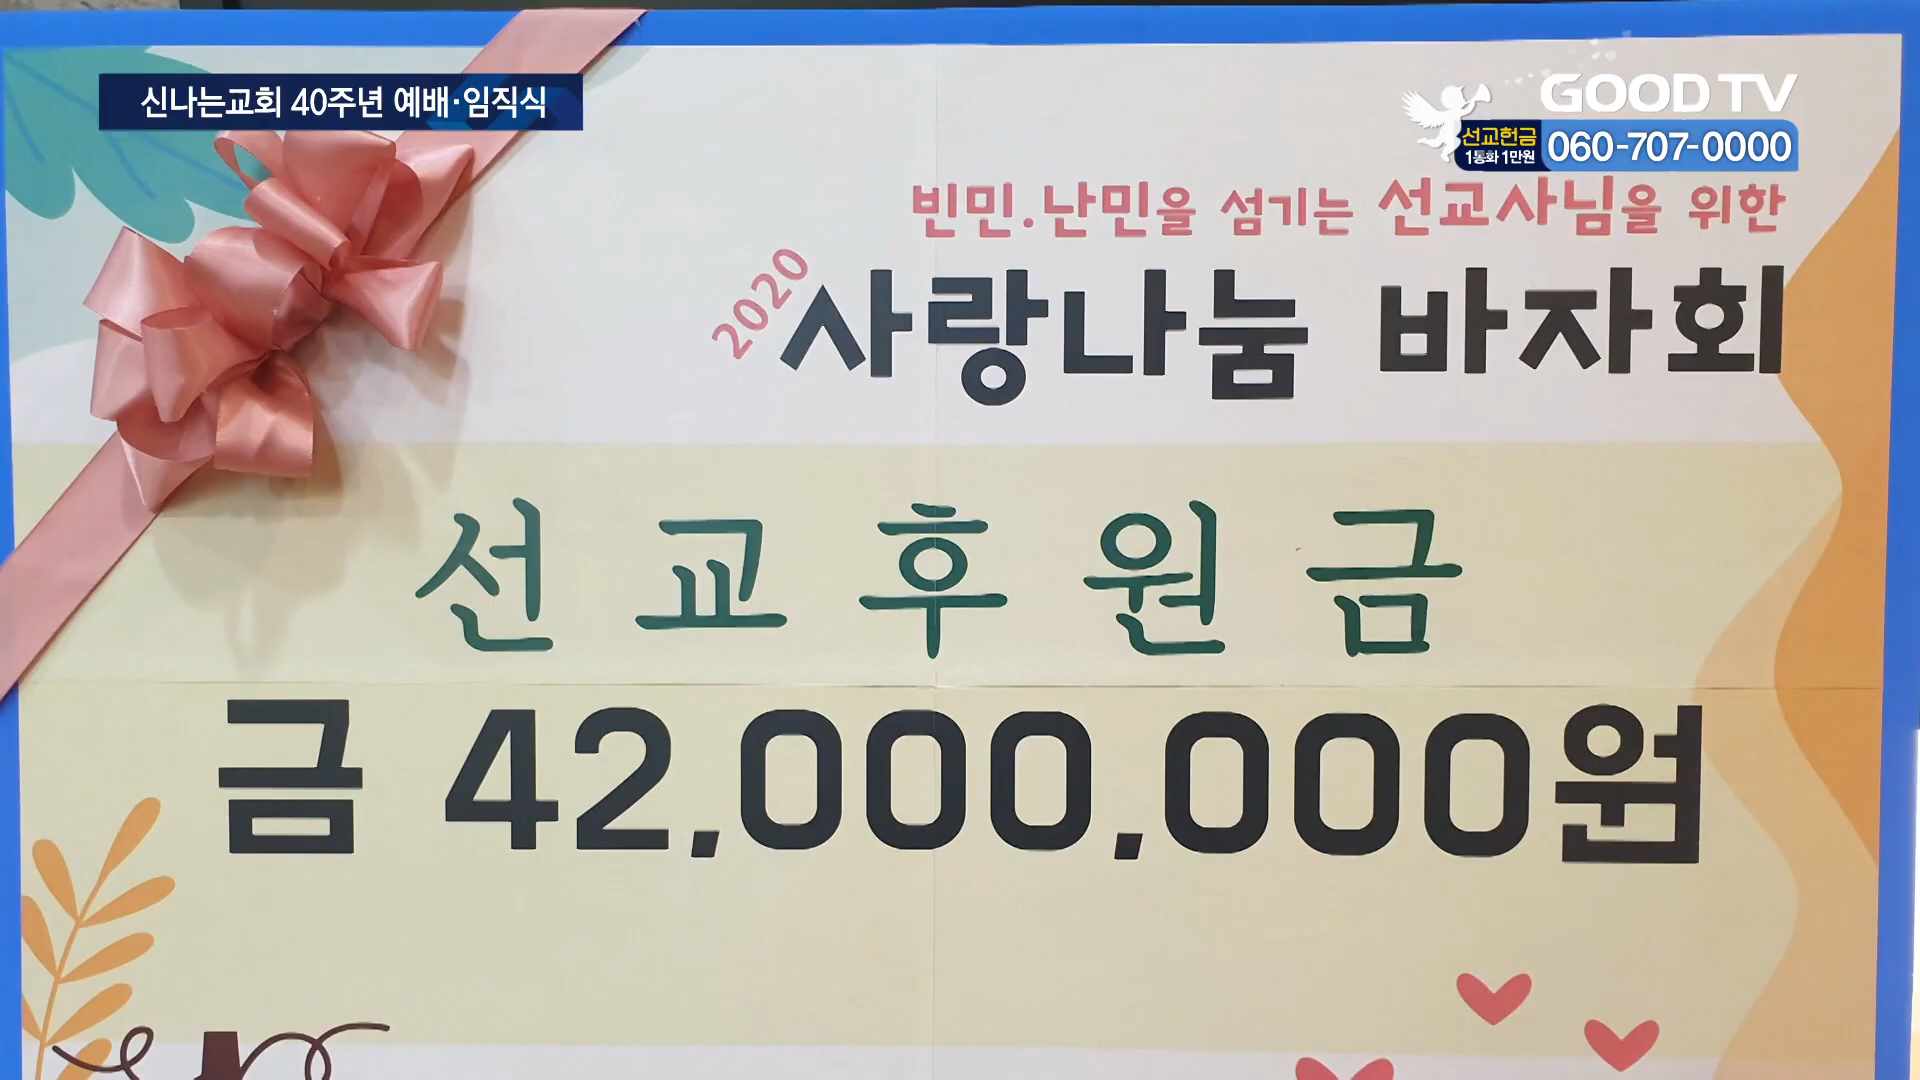 신나는교회 40주년 예배·임직식
GOOD TV
선교헌금
1통화 1만원
060-707-0000
빈민.난민을 섬기는 선교사님을 위한
2020
사랑나눔 바자회
선교후원금
금 42,000,000원